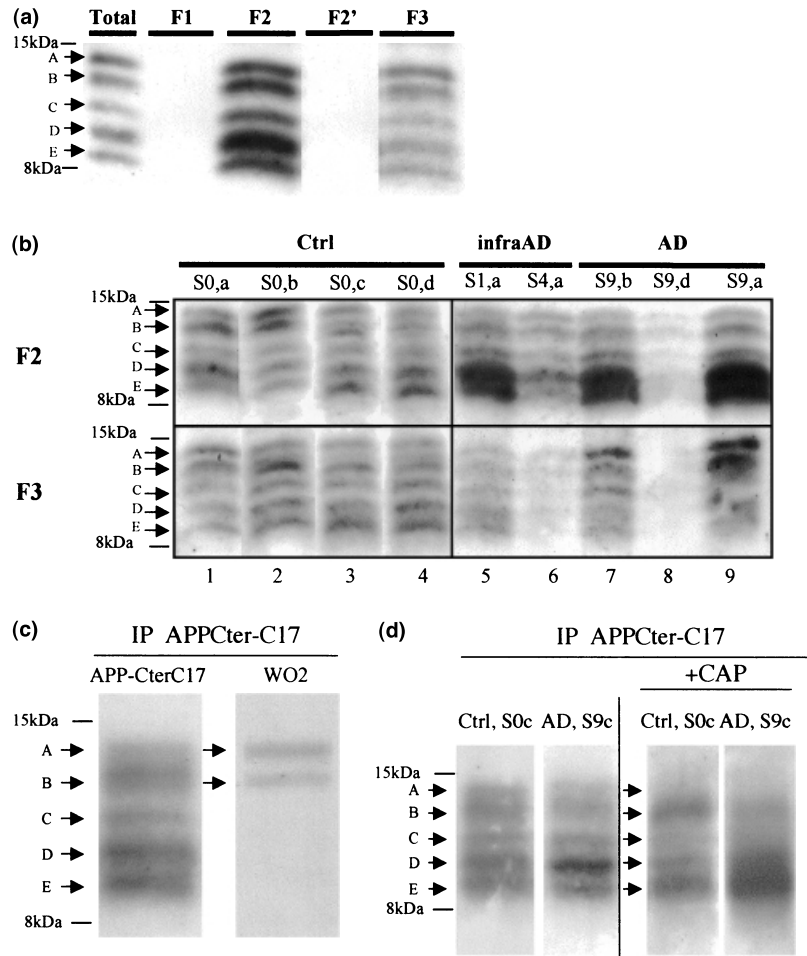 (a)
Total F1 F2 F2’ F3
15kDa
A
B
C
D
E
8kDa
(b)
Ctrl infraAD AD
S0,a S0,b S0,c S0,d S1,a S4,a S9,b S9,d S9,a
15kDa
A
B
F2
C
D
E
8kDa
15kDa
A
B
F3
C
D
E
8kDa
1 2 3 4 5 6 7 8 9
(c)
IP APPCter-C17
APP-CterC17 WO2
15kDa
A
B
C
D
E
8kDa
(d)
IP APPCter-C17
+CAP
Ctrl, S0c AD, S9c Ctrl, S0c AD, S9c
15kDa
A
B
C
D
E
8kDa